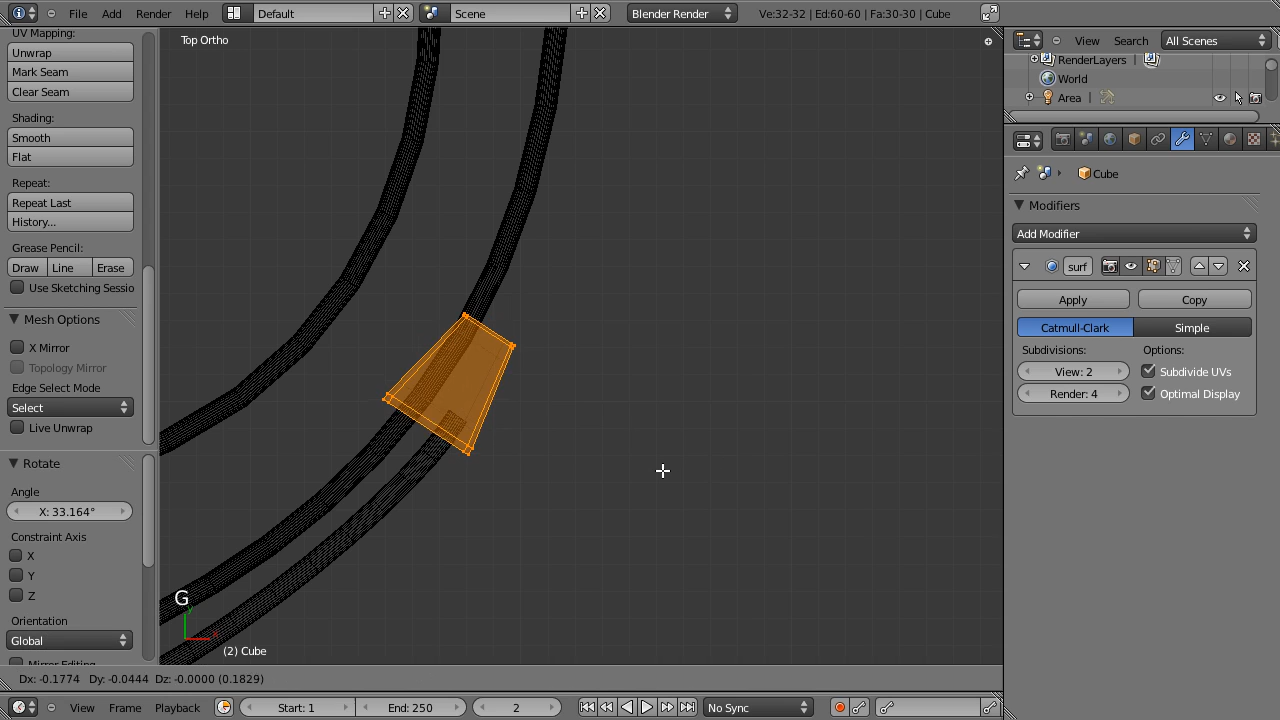 File Add Render Help Default Scene Blender Render Ve:32-32 | Ed:60-60 | Fa:30-30 | Cube
UV Mapping:
Unwrap
Mark Seam
Clear Seam
Shading:
Smooth
Flat
Repeat:
Repeat Last
History...
Grease Pencil:
Draw Line Erase
Use Sketching Sessio
Mesh Options
X Mirror
Topology Mirror
Edge Select Mode
Select
Live Unwrap
Rotate
Angle
X: 33.164°
Constraint Axis
X
Y
Z
Orientation
Global
Mirror Editing
Top Ortho
G
y
x
(2) Cube
Dx: -0.1774 Dy: -0.0444 Dz: -0.0000 (0.1829)
View Frame Playback Start: 1 End: 250 2 No Sync
View Search All Scenes
RenderLayers |
World
Area |
Cube
Modifiers
Add Modifier
surf
Apply Copy
Catmull-Clark Simple
Subdivisions: Options:
View: 2 Subdivide UVs
Render: 4 Optimal Display